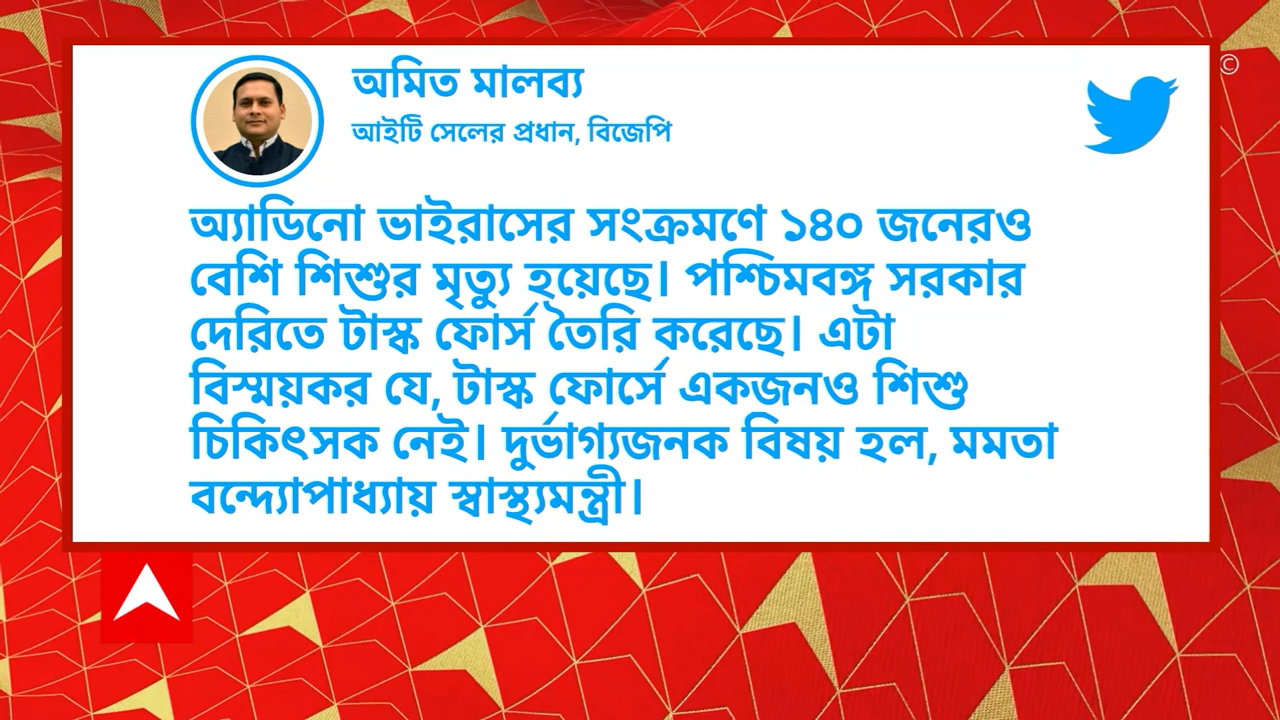 ©
অমিত মালব্য
আইটি সেলের প্রধান, বিজেপি
অ্যাডিনো ভাইরাসের সংক্রমণে ১৪০ জনেরও
বেশি শিশুর মৃত্যু হয়েছে। পশ্চিমবঙ্গ সরকার
দেরিতে টাস্ক ফোর্স তৈরি করেছে। এটা
বিস্ময়কর যে, টাস্ক ফোর্সে একজনও শিশু
চিকিৎসক নেই। দুর্ভাগ্যজনক বিষয় হল, মমতা
বন্দ্যোপাধ্যায় স্বাস্থ্যমন্ত্রী।